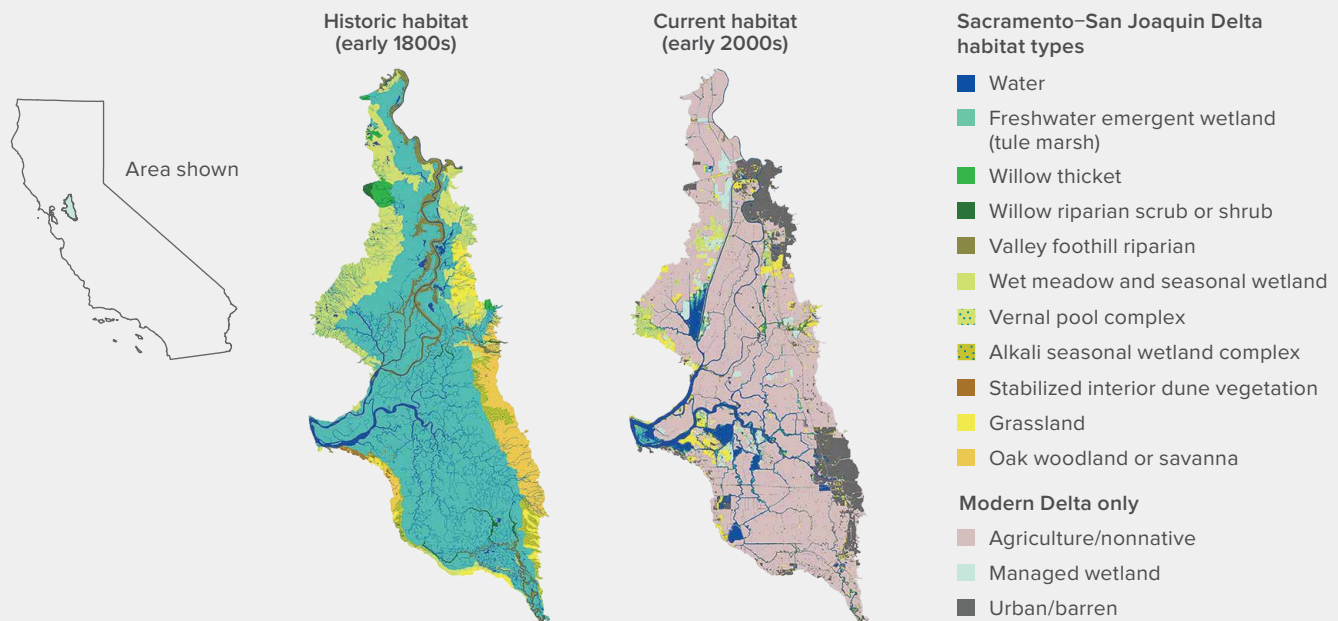 Historic habitat
(early 1800s)
Current habitat
(early 2000s)
Area shown
Sacramento–San Joaquin Delta
habitat types
Water
Freshwater emergent wetland
(tule marsh)
Willow thicket
Willow riparian scrub or shrub
Valley foothill riparian
Wet meadow and seasonal wetland
Vernal pool complex
Alkali seasonal wetland complex
Stabilized interior dune vegetation
Grassland
Oak woodland or savanna
Modern Delta only
Agriculture/nonnative
Managed wetland
Urban/barren